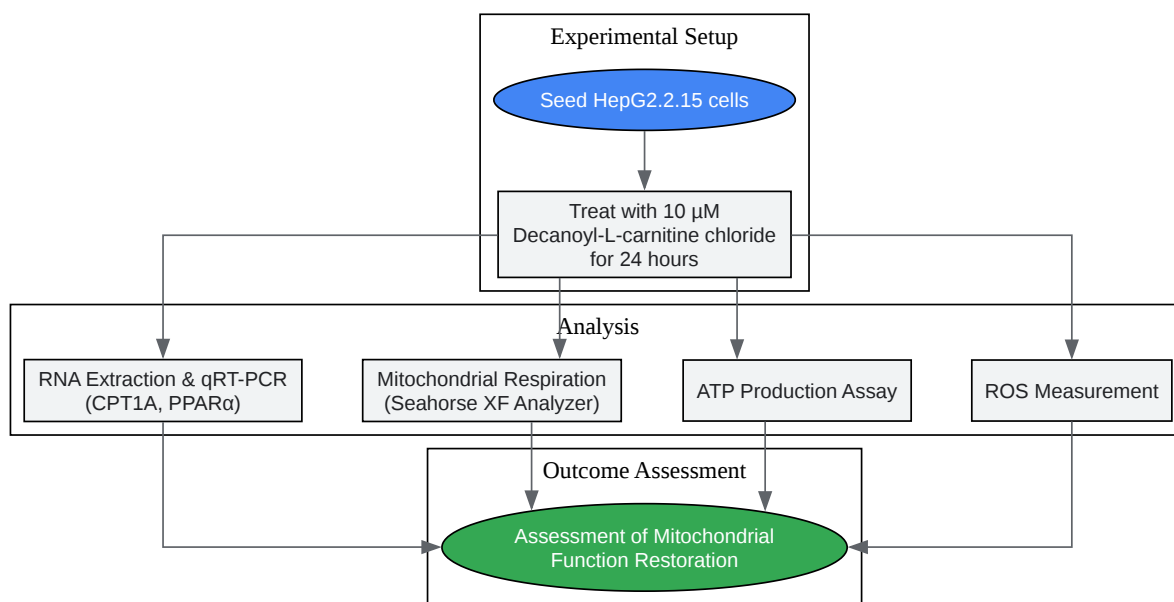 Experimental Setup
Seed HepG2.2.15 cells
Treat with 10 µM
Decanoyl-L-carnitine chloride
for 24 hours
Analysis
RNA Extraction & qRT-PCR
(CPT1A, PPARα)
Mitochondrial Respiration
(Seahorse XF Analyzer)
ATP Production Assay
ROS Measurement
Outcome Assessment
Assessment of Mitochondrial
Function Restoration